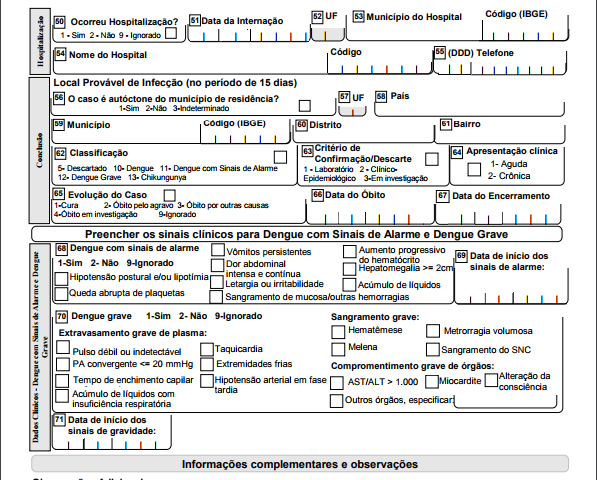 Hospitalização
50 Ocorreu Hospitalização?
1 - Sim 2 - Não 9 - Ignorado
51 Data da Internação
52 UF
53 Município do Hospital
Código (IBGE)
54 Nome do Hospital
Código
55 (DDD) Telefone
Conclusão
Local Provável de Infecção (no período de 15 dias)
56 O caso é autóctone do município de residência?
1-Sim 2-Não 3-Indeterminado
57 UF
58 País
59 Município
Código (IBGE)
60 Distrito
61 Bairro
62 Classificação
5- Descartado 10- Dengue 11- Dengue com Sinais de Alarme
12- Dengue Grave 13- Chikungunya
63 Critério de
Confirmação/Descarte
1 - Laboratório 2 - Clínico-
Epidemiológico 3-Em investigação
64 Apresentação clínica
1- Aguda
2- Crônica
65 Evolução do Caso
1-Cura 2- Óbito pelo agravo 3- Óbito por outras causas
4-Óbito em investigação 9-Ignorado
66 Data do Óbito
67 Data do Encerramento
Preencher os sinais clínicos para Dengue com Sinais de Alarme e Dengue Grave
Dados Clínicos - Dengue com Sinais de Alarme e Dengue
Grave
68 Dengue com sinais de alarme
1-Sim 2- Não 9-Ignorado
Hipotensão postural e/ou lipotímia
Queda abrupta de plaquetas
Vômitos persistentes
Dor abdominal
intensa e contínua
Letargia ou irritabilidade
Sangramento de mucosa/outras hemorragias
Aumento progressivo
do hematócrito
Hepatomegalia >= 2cm
Acúmulo de líquidos
69 Data de início dos
sinais de alarme:
70 Dengue grave 1-Sim 2- Não 9-Ignorado
Extravasamento grave de plasma:
Pulso débil ou indetectável
PA convergente <= 20 mmHg
Tempo de enchimento capilar
Acúmulo de líquidos com
insuficiência respiratória
Taquicardia
Extremidades frias
Hipotensão arterial em fase
tardia
Sangramento grave:
Hematêmese
Metrorragia volumosa
Melena
Sangramento do SNC
Comprometimento grave de órgãos:
AST/ALT > 1.000
Miocardite
Alteração da
consciência
Outros órgãos, especificar:
71 Data de início dos
sinais de gravidade:
Informações complementares e observações